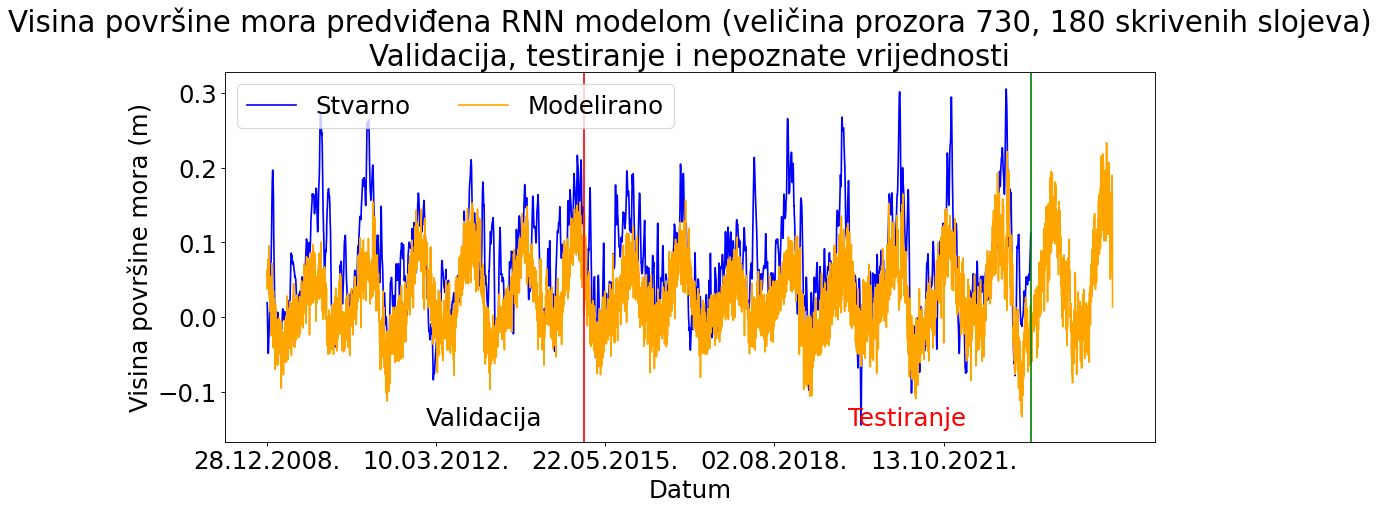 Visina površine mora predviđena RNN modelom (veličina prozora 730, 180 skrivenih slojeva)
Validacija, testiranje i nepoznate vrijednosti
Stvarno Modelirano
Visina površine mora (m)
0.3
0.2
0.1
0.0
−0.1
Validacija Testiranje
28.12.2008. 10.03.2012. 22.05.2015. 02.08.2018. 13.10.2021.
Datum